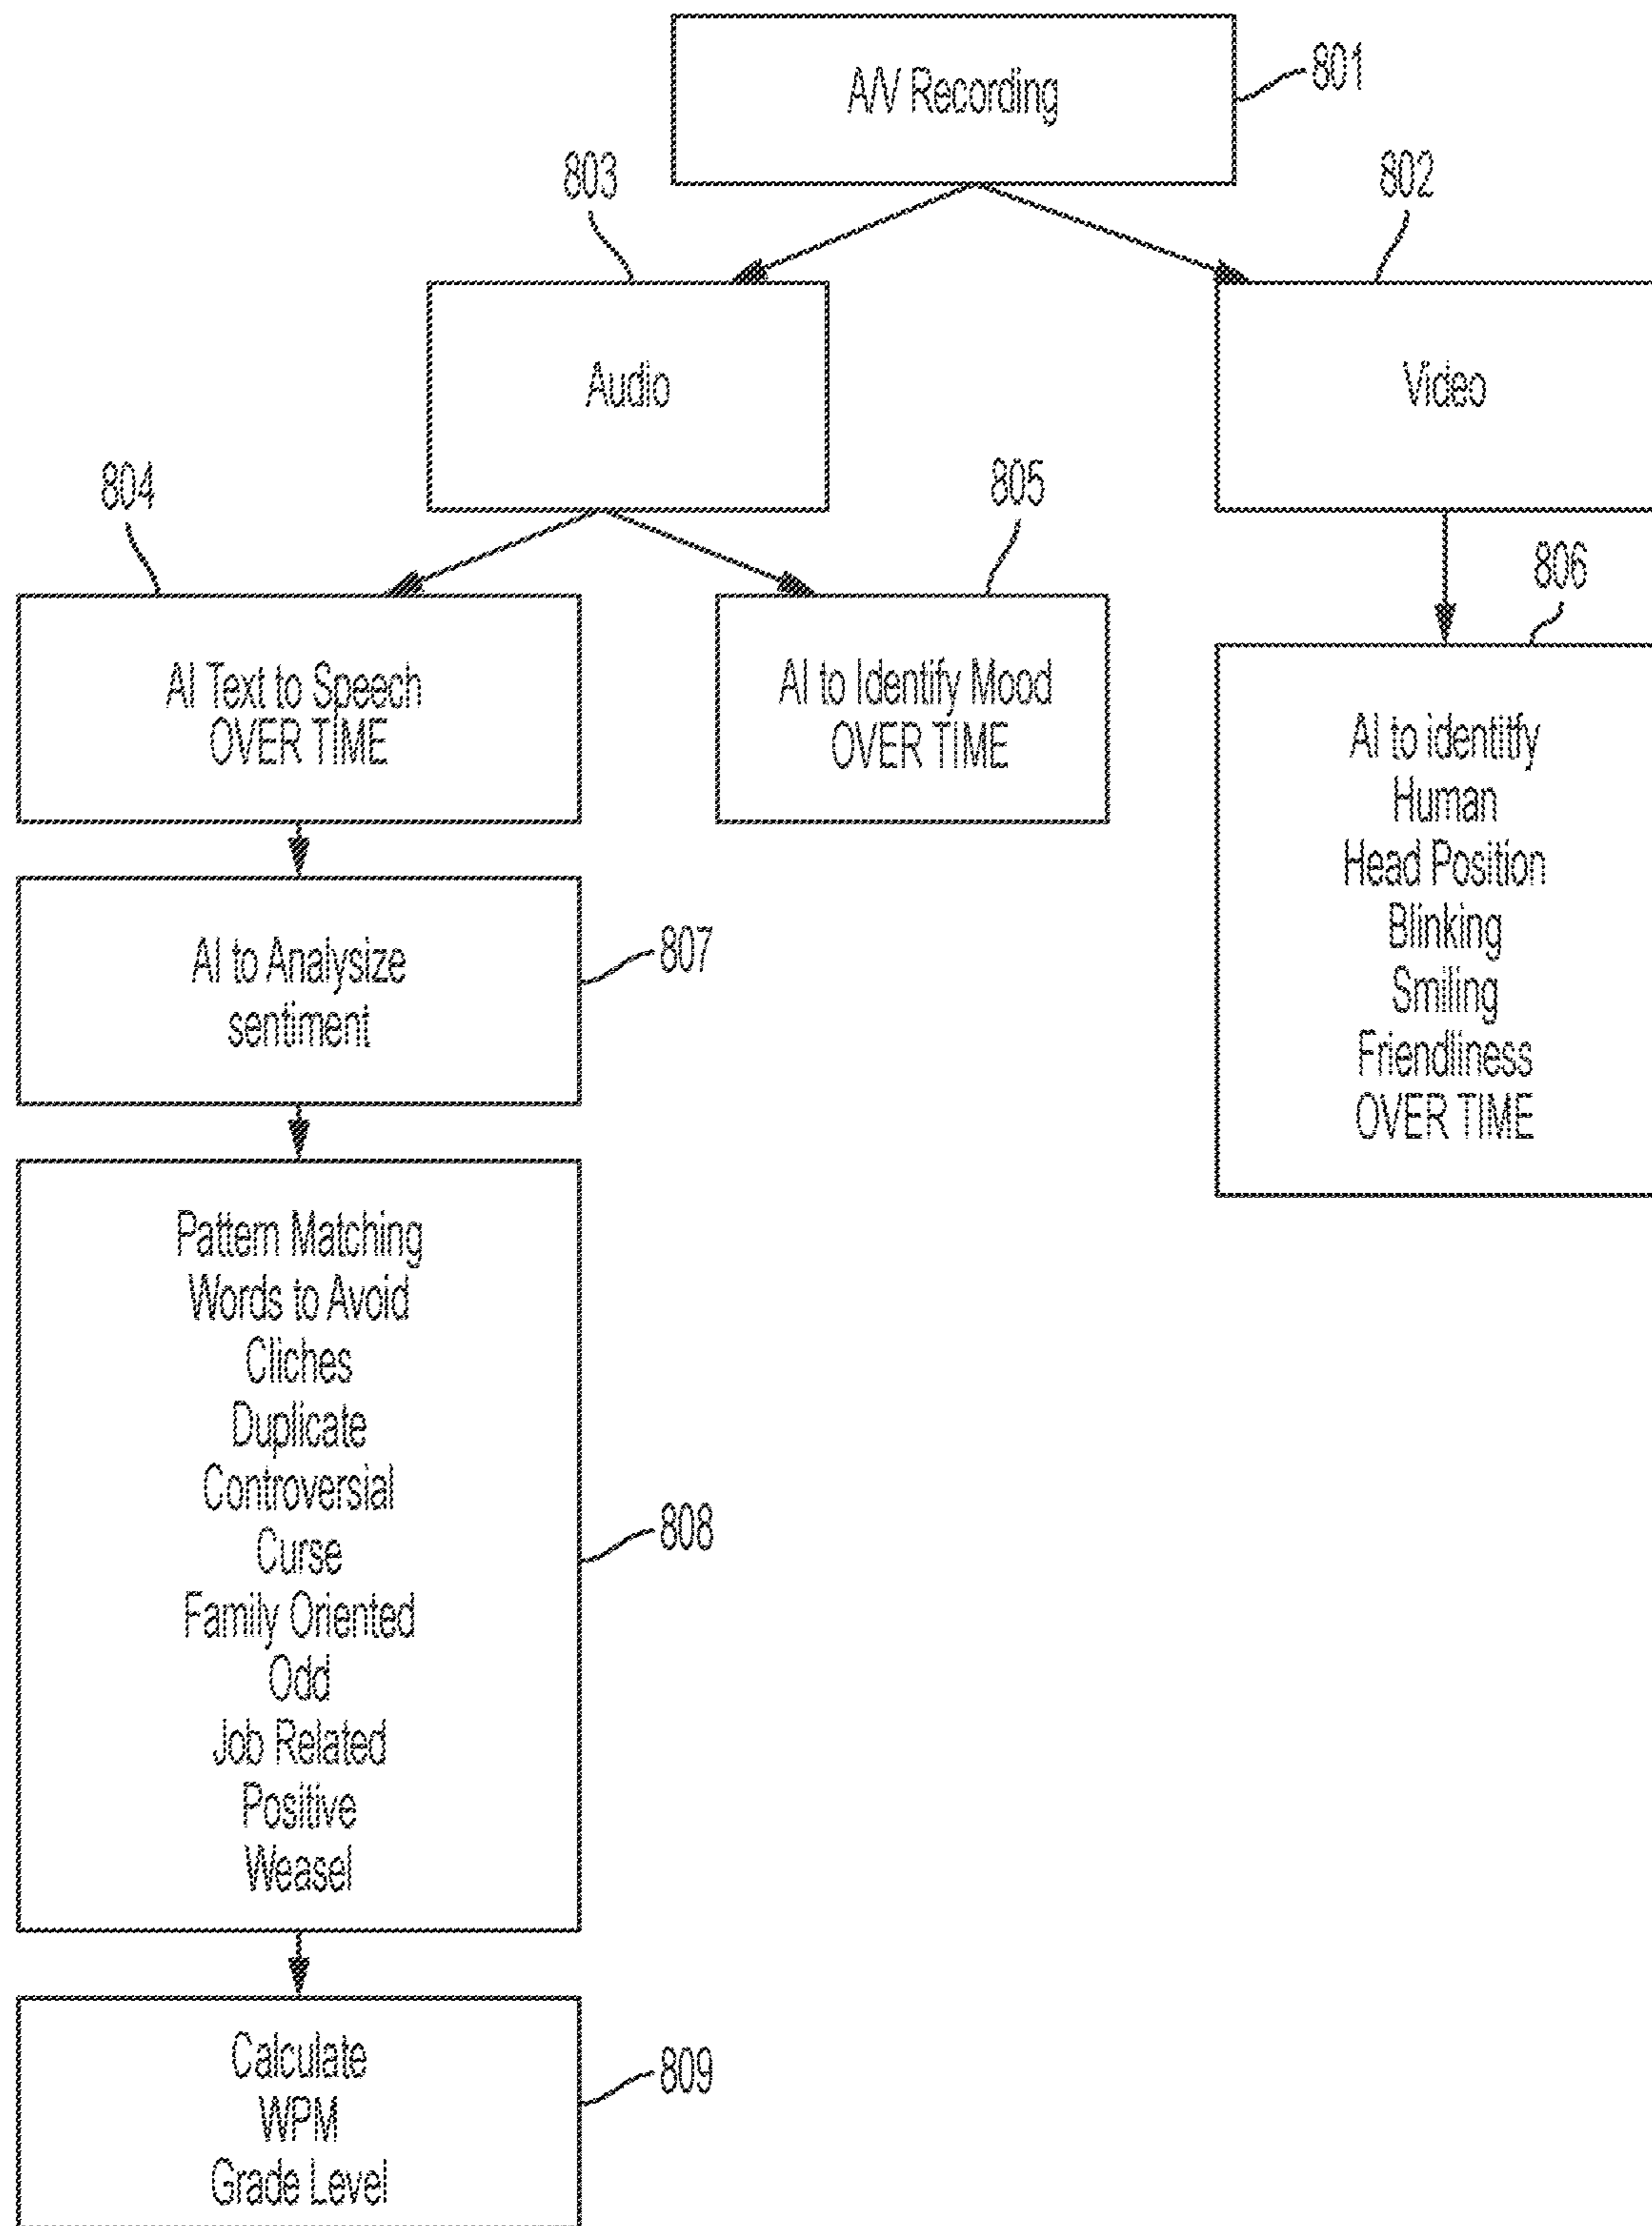 A/V Recording
801
803
802
Audio
Video
804
805
806
AI Text to Speech
OVER TIME
AI to Identify Mood
OVER TIME
AI to identitfy
Human
Head Position
Blinking
Smiling
Friendliness
OVER TIME
AI to Analysize
sentiment
807
Pattern Matching
Words to Avoid
Cliches
Duplicate
Controversial
Curse
Family Oriented
Odd
Job Related
Positive
Weasel
808
Calculate
WPM
Grade Level
809